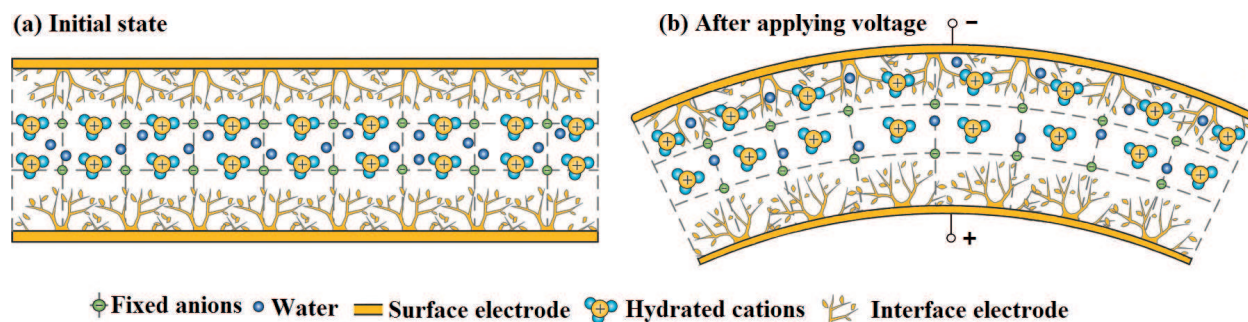 (a) Initial state
(b) After applying voltage
−
+
Fixed anions Water Surface electrode Hydrated cations Interface electrode